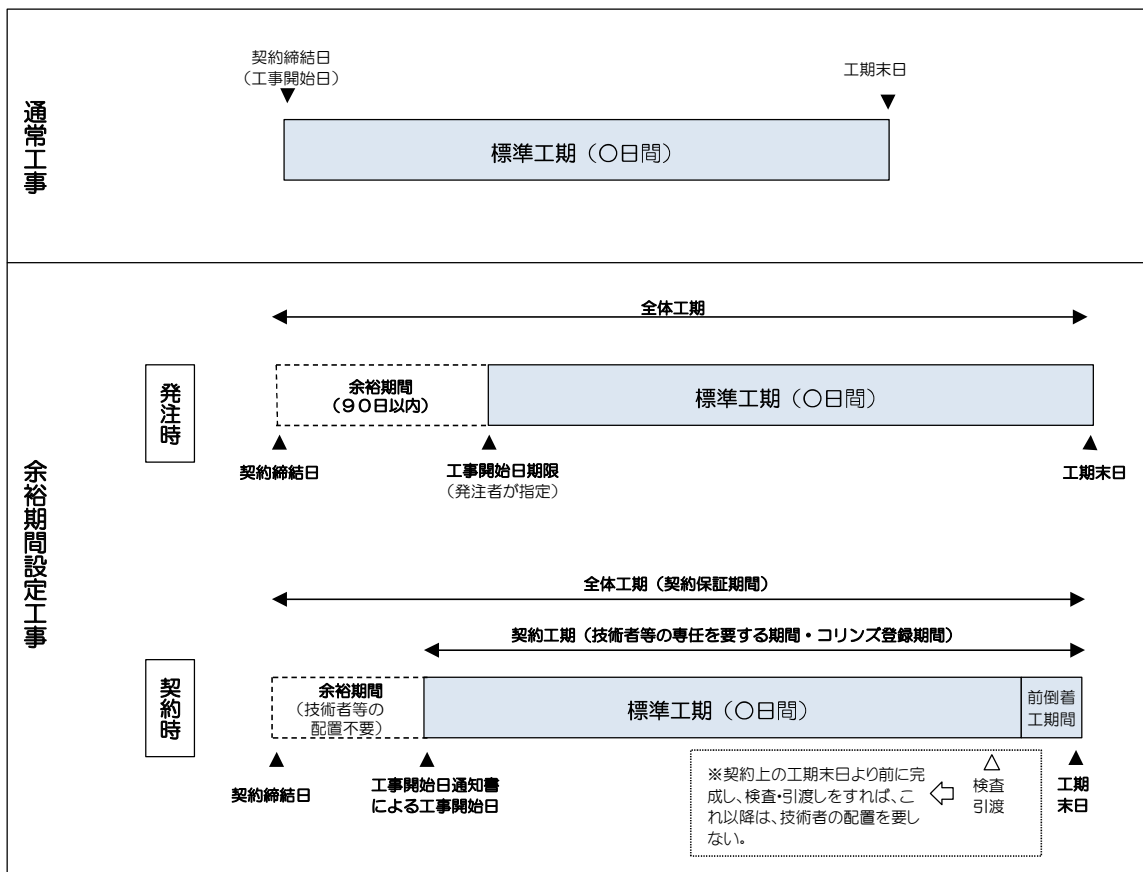 通常工事
契約締結日
（工事開始日）
▼
工期末日
▼
標準工期（〇日間）
余裕期間設定工事
全体工期
発注時
余裕期間
（９０日以内）
標準工期（〇日間）
▲
契約締結日
▲
工事開始日期限
（発注者が指定）
▲
工期末日
全体工期（契約保証期間）
契約工期（技術者等の専任を要する期間・コリンズ登録期間）
契約時
余裕期間
（技術者等の
配置不要）
標準工期（〇日間）
前倒着
工期間
▲
契約締結日
▲
工事開始日通知書
による工事開始日
※契約上の工期末日より前に完
成し、検査・引渡しをすれば、こ
れ以降は、技術者の配置を要し
ない。
△
検査
引渡
▲
工期
末日